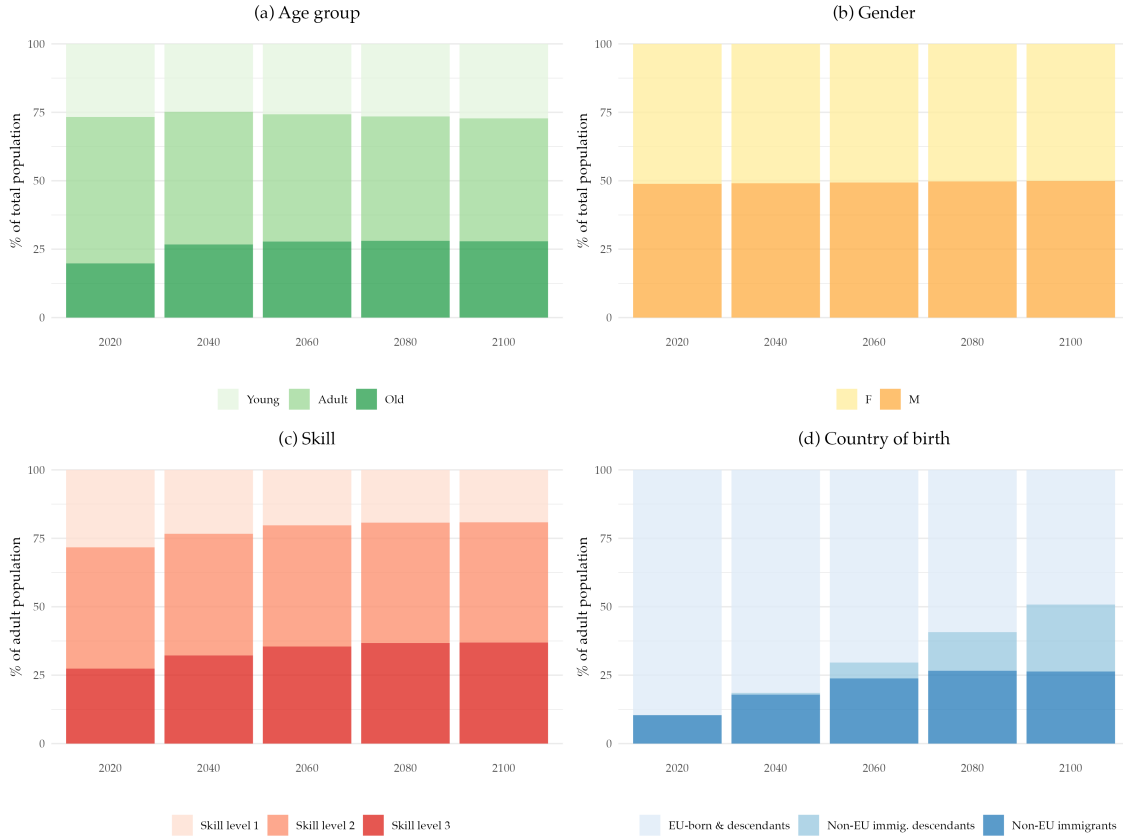 (a) Age group
% of total population
100
75
50
25
0
2020 2040 2060 2080 2100
Young Adult Old
(b) Gender
% of total population
100
75
50
25
0
2020 2040 2060 2080 2100
F M
(c) Skill
% of adult population
100
75
50
25
0
2020 2040 2060 2080 2100
Skill level 1 Skill level 2 Skill level 3
(d) Country of birth
% of adult population
100
75
50
25
0
2020 2040 2060 2080 2100
EU-born & descendants Non-EU immig. descendants Non-EU immigrants